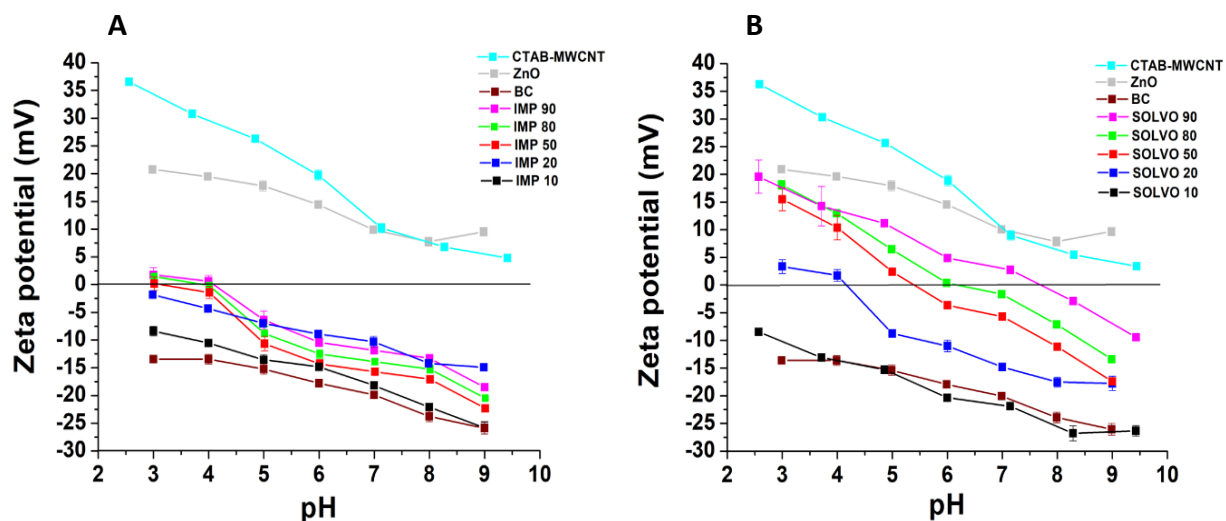 A
Zeta potential (mV)
40
35
30
25
20
15
10
5
0
-5
-10
-15
-20
-25
-30
2 3 4 5 6 7 8 9 10
pH
CTAB-MWCNT
ZnO
BC
IMP 90
IMP 80
IMP 50
IMP 20
IMP 10
B
Zeta potential (mV)
40
35
30
25
20
15
10
5
0
-5
-10
-15
-20
-25
-30
2 3 4 5 6 7 8 9 10
pH
CTAB-MWCNT
ZnO
BC
SOLVO 90
SOLVO 80
SOLVO 50
SOLVO 20
SOLVO 10